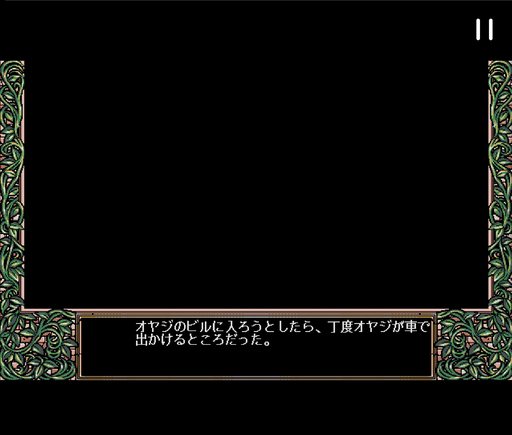 オヤジのビルに入ろうとしたら、丁度オヤジが車で
出かけるところだった。